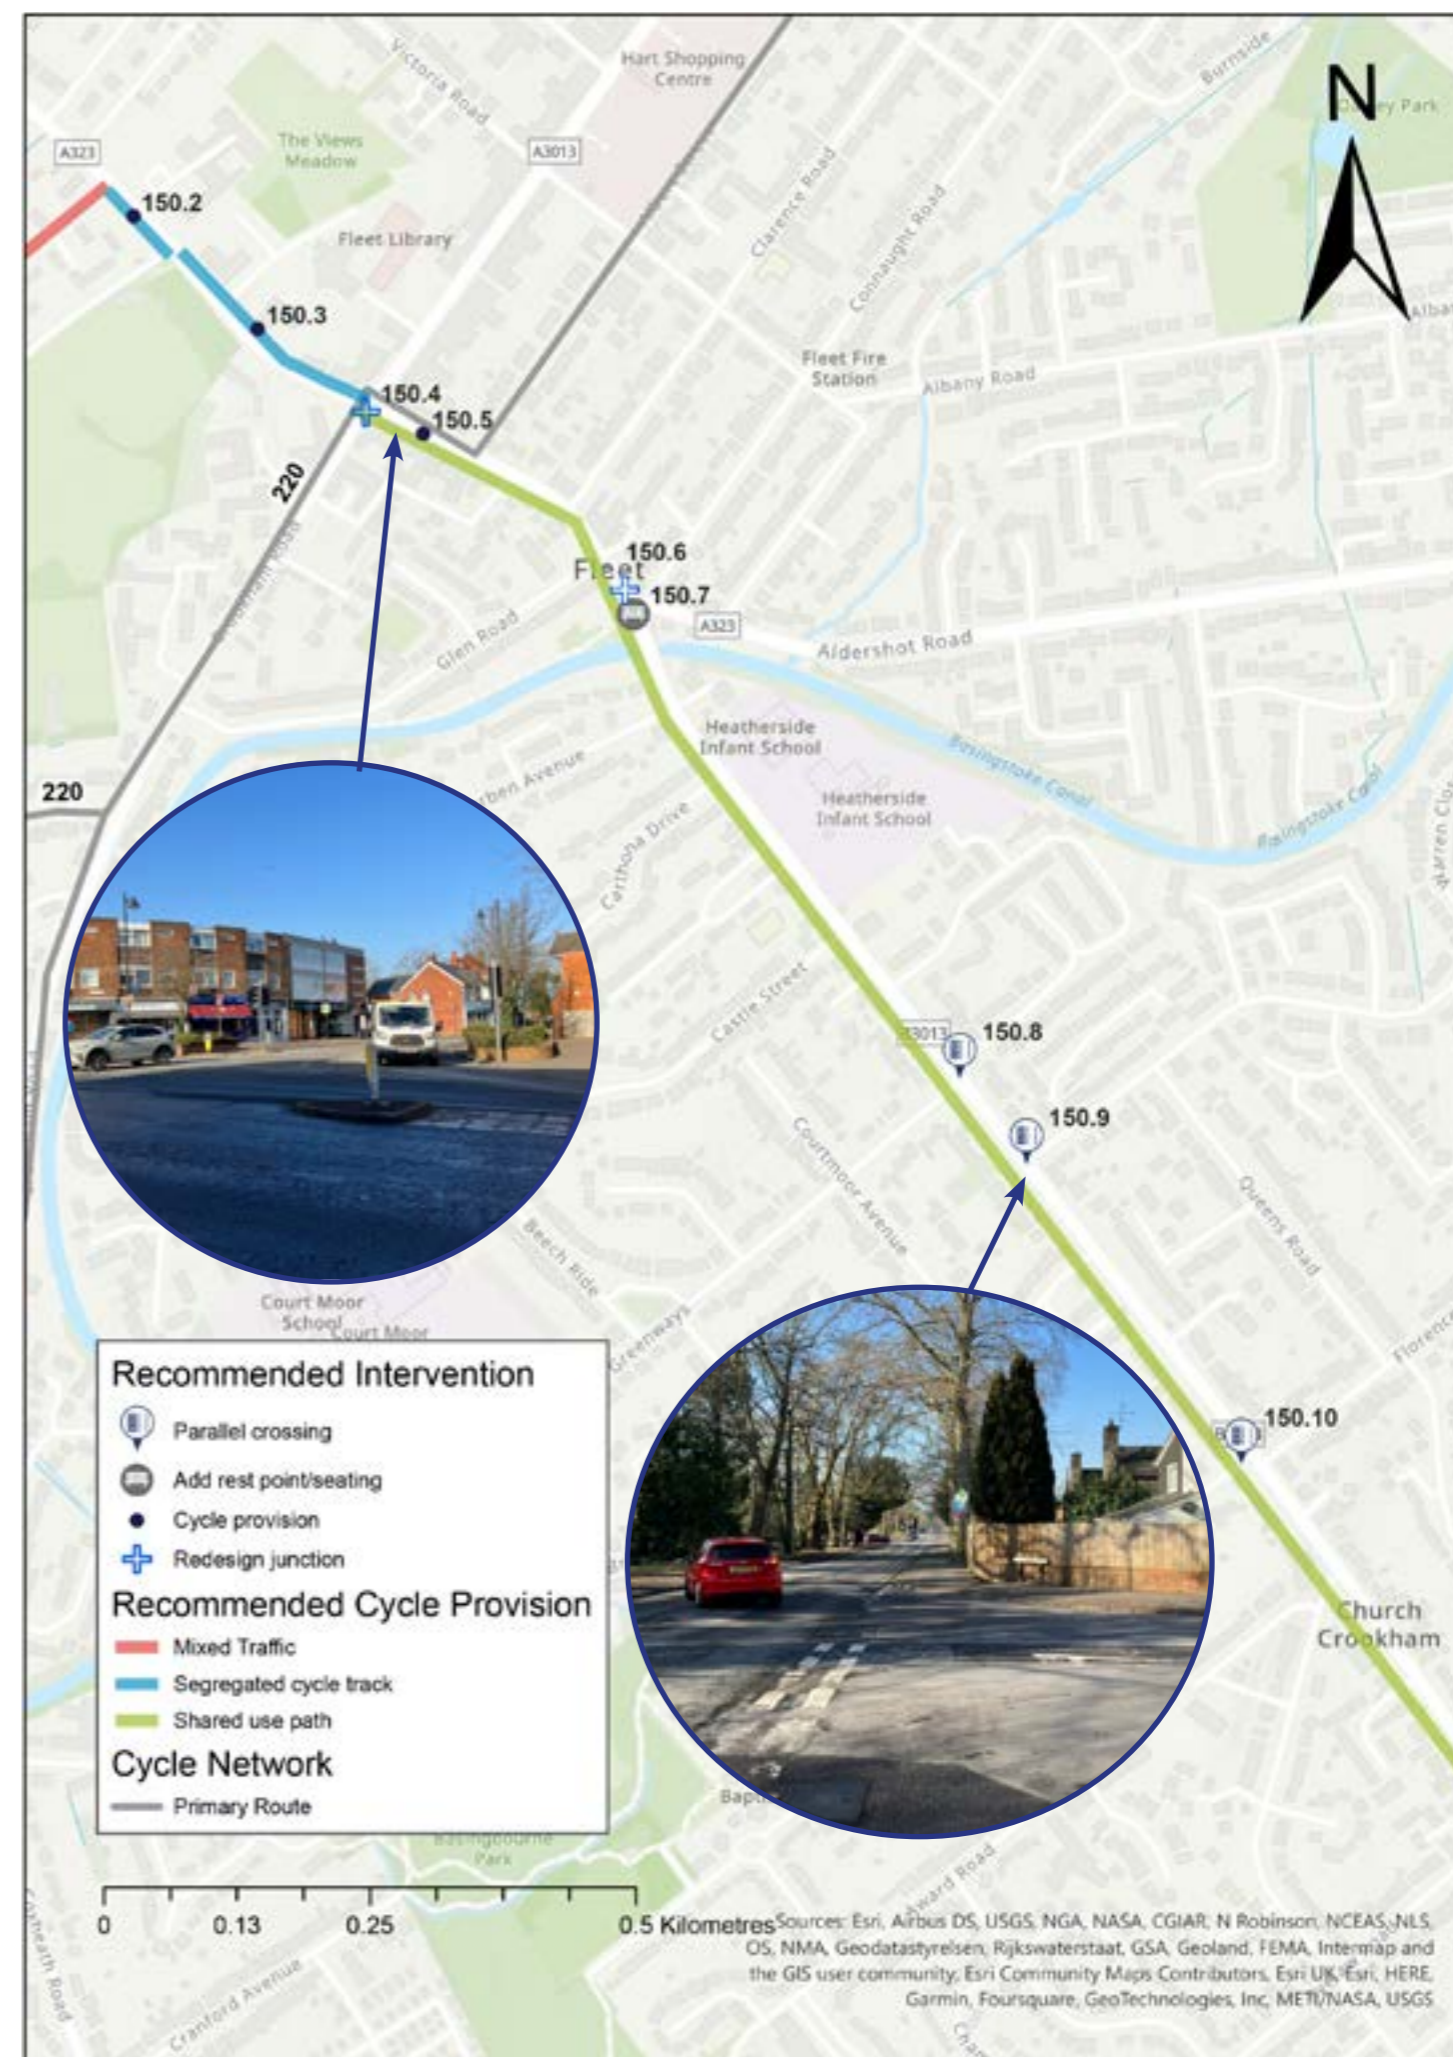 Hart Shopping
Centre
Burnside
N
Victoria Road
A3013
The Views
Meadow
A323
150.2
Clarence Road
Connaught Road
Fleet Library
150.3
Fleet Fire
Station
Albany Road
150.4
150.5
220
150.6
Fleet
150.7
A323
Aldershot Road
Glen Road
Heatherside
Infant School
Basingstoke Canal
220
Heatherside
Infant School
Basingstoke Canal
Avenue
Carthona Drive
Castle Street
150.8
150.9
Courtmoor Avenue
Queens Road
Beech Ride
Court Moor
School
Court Moor
Greenways
150.10
Church
Crookham
Recommended Intervention
Parallel crossing
Add rest point/seating
Cycle provision
Redesign junction
Recommended Cycle Provision
Mixed Traffic
Segregated cycle track
Shared use path
Cycle Network
Primary Route
Basingbourne
Park
0 0.13 0.25 0.5 Kilometres
Cranford Avenue
Sources: Esri, Airbus DS, USGS, NGA, NASA, CGIAR, N Robinson, NCEAS, NLS,
OS, NMA, Geodatastyrelsen, Rijkswaterstaat, GSA, Geoland, FEMA, Intermap and
the GIS user community, Esri Community Maps Contributors, Esri UK, Esri, HERE,
Garmin, Foursquare, GeoTechnologies, Inc, METI/NASA, USGS